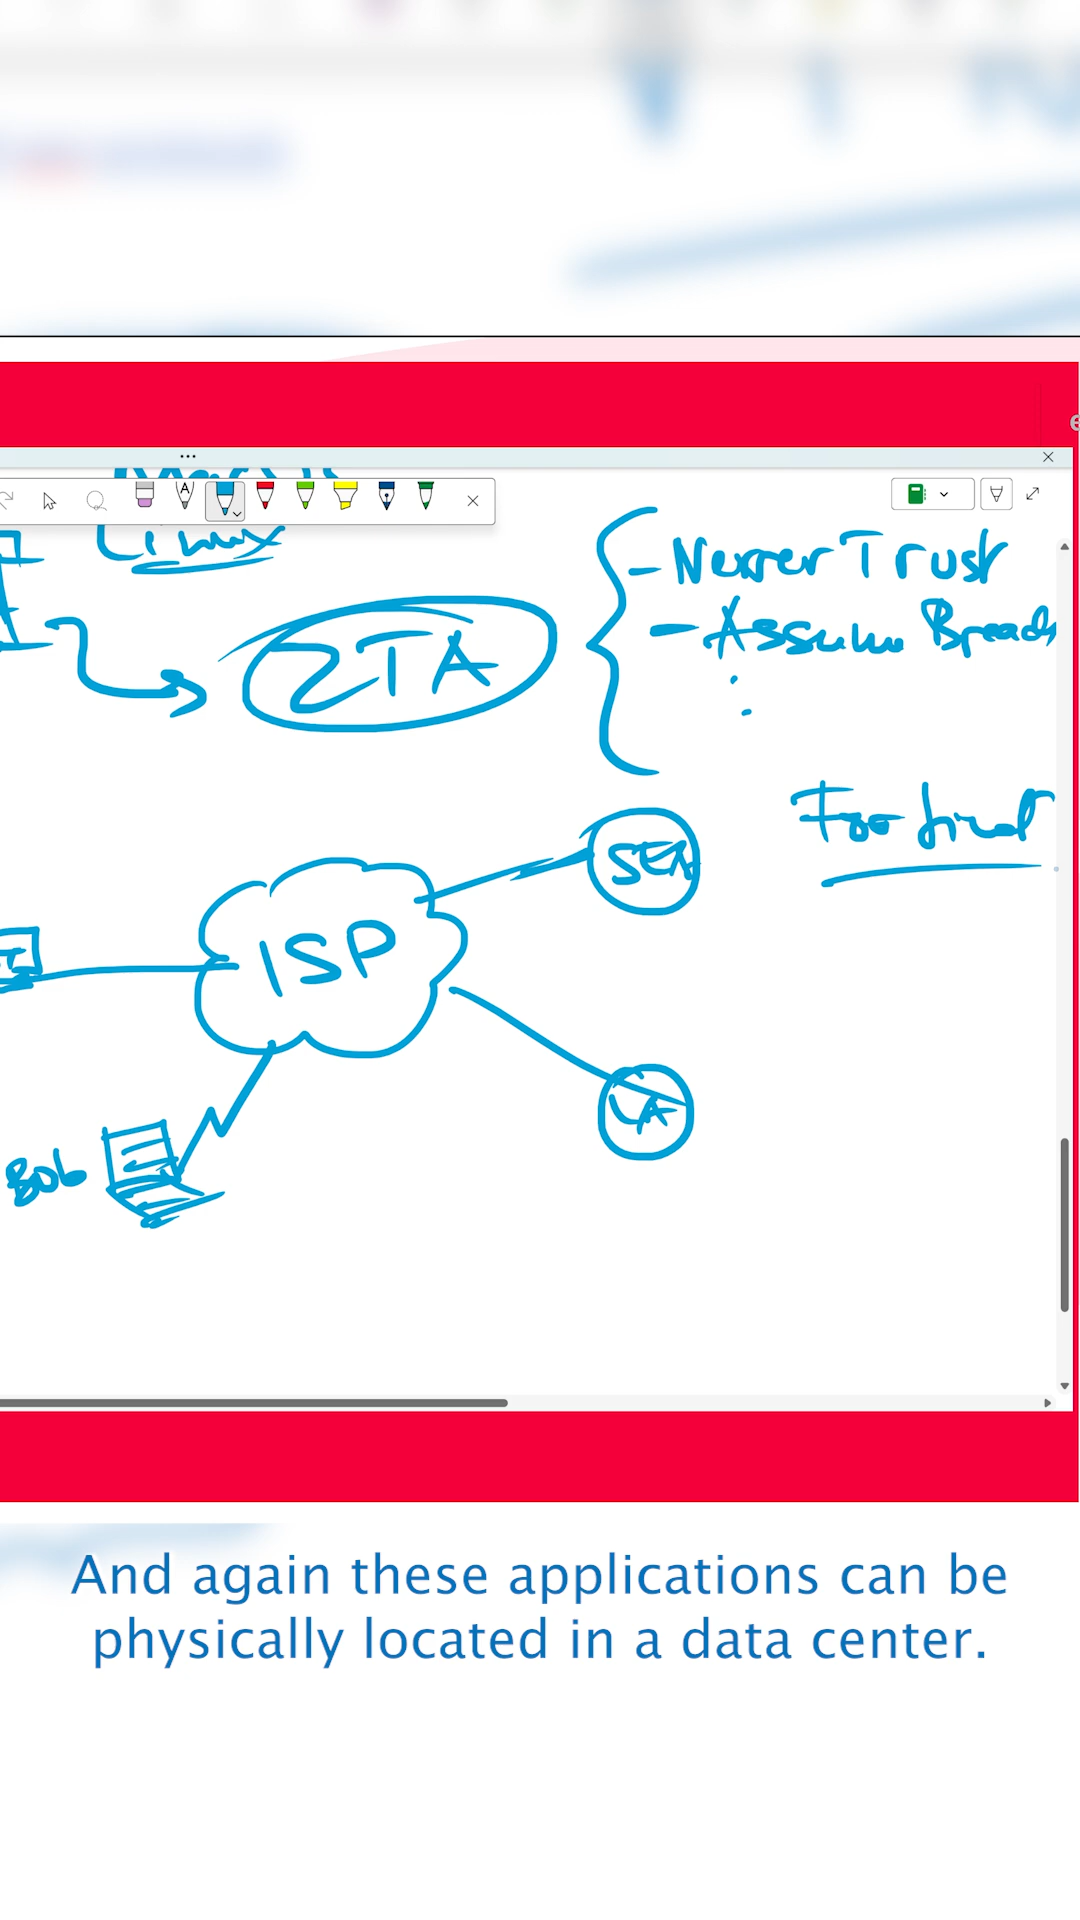 Linux
- Never Trust
- Assume Breach
ZTA
SEA
ISP
LA
Bob
And again these applications can be
physically located in a data center.